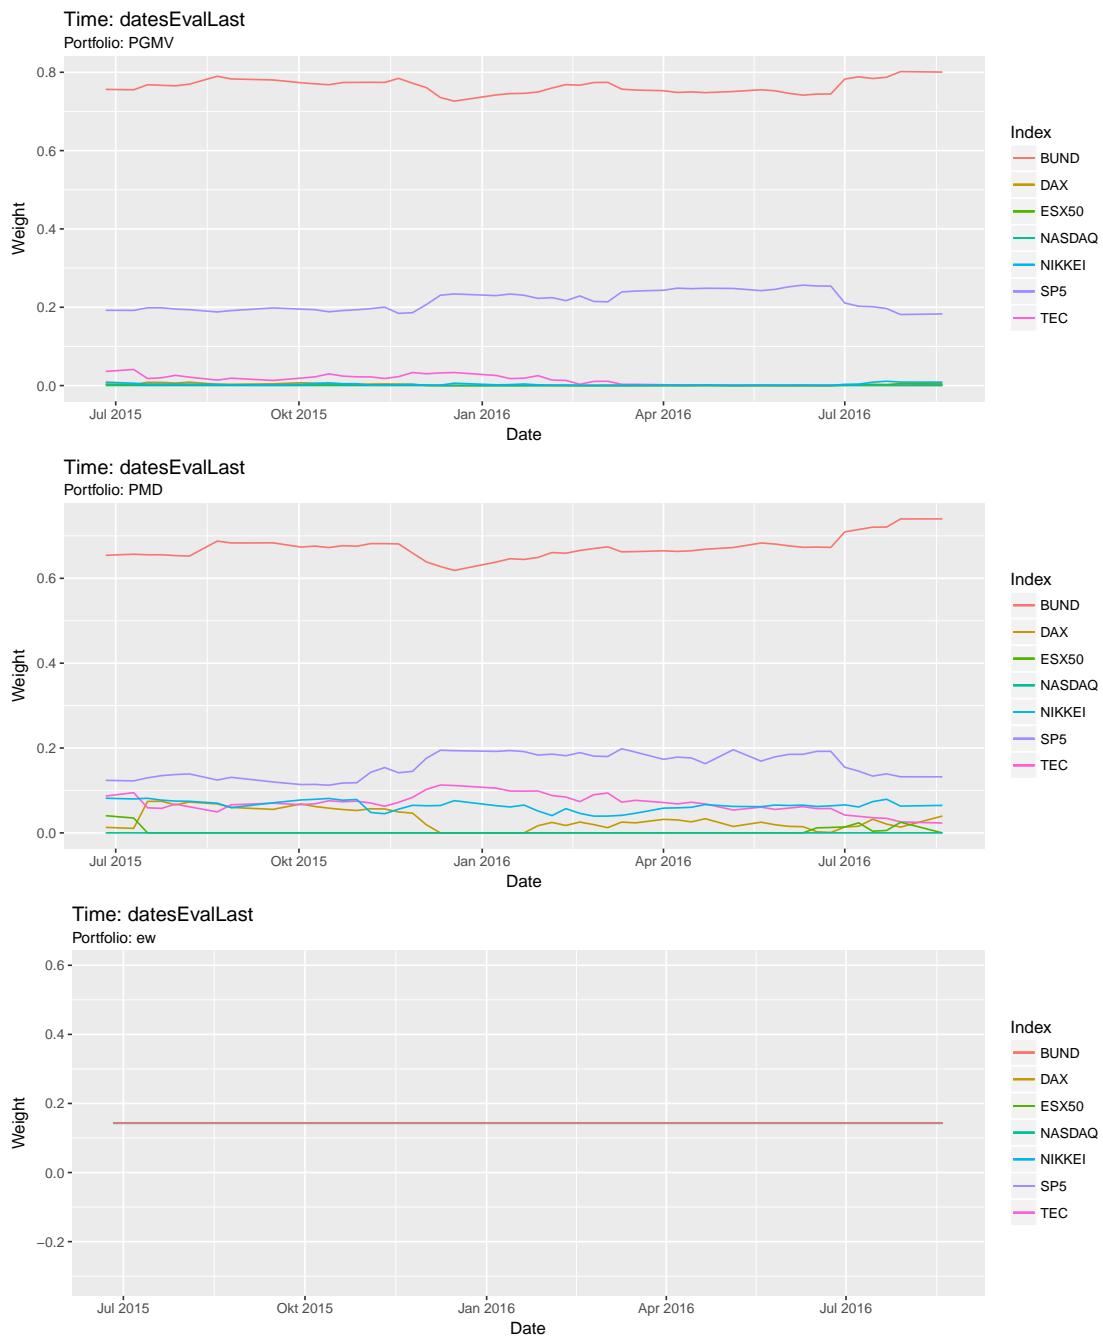 Time: datesEvalLast
Portfolio: PGMV
0.8
0.6
0.4
0.2
0.0
Weight
Jul 2015 Okt 2015 Jan 2016 Apr 2016 Jul 2016
Date
Index
BUND
DAX
ESX50
NASDAQ
NIKKEI
SP5
TEC
Time: datesEvalLast
Portfolio: PMD
0.6
0.4
0.2
0.0
Weight
Jul 2015 Okt 2015 Jan 2016 Apr 2016 Jul 2016
Date
Index
BUND
DAX
ESX50
NASDAQ
NIKKEI
SP5
TEC
Time: datesEvalLast
Portfolio: ew
0.6
0.4
0.2
0.0
−0.2
Weight
Jul 2015 Okt 2015 Jan 2016 Apr 2016 Jul 2016
Date
Index
BUND
DAX
ESX50
NASDAQ
NIKKEI
SP5
TEC